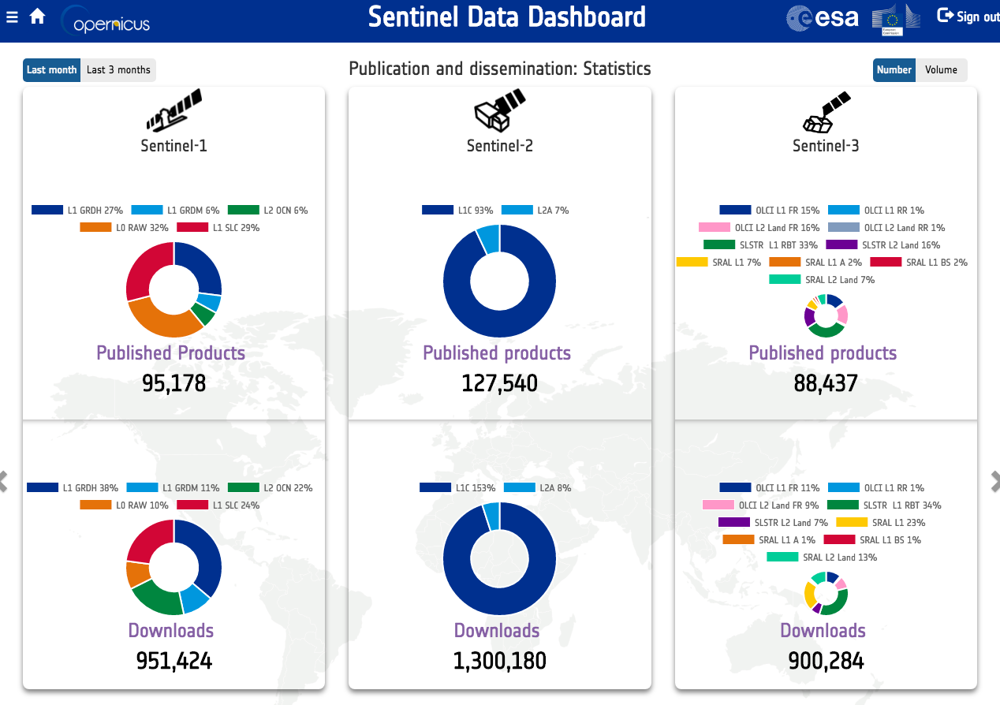 opernicus
Sentinel Data Dashboard
esa
European
Commission
Sign out
Last month
Last 3 months
Publication and dissemination: Statistics
Number
Volume
Sentinel-1
L1 GRDH 27% L1 GRDM 6% L2 OCN 6%
L0 RAW 32% L1 SLC 29%
Published Products
95,178
L1 GRDH 38% L1 GRDM 11% L2 OCN 22%
L0 RAW 10% L1 SLC 24%
Downloads
951,424
Sentinel-2
L1C 93% L2A 7%
Published products
127,540
L1C 153% L2A 8%
Downloads
1,300,180
Sentinel-3
OLCI L1 FR 15% OLCI L1 RR 1%
OLCI L2 Land FR 16% OLCI L2 Land RR 1%
SLSTR L1 RBT 33% SLSTR L2 Land 16%
SRAL L1 7% SRAL L1 A 2% SRAL L1 BS 2%
SRAL L2 Land 7%
Published products
88,437
OLCI L1 FR 11% OLCI L1 RR 1%
OLCI L2 Land FR 9% SLSTR L1 RBT 34%
SLSTR L2 Land 7% SRAL L1 23%
SRAL L1 A 1% SRAL L1 BS 1%
SRAL L2 Land 13%
Downloads
900,284